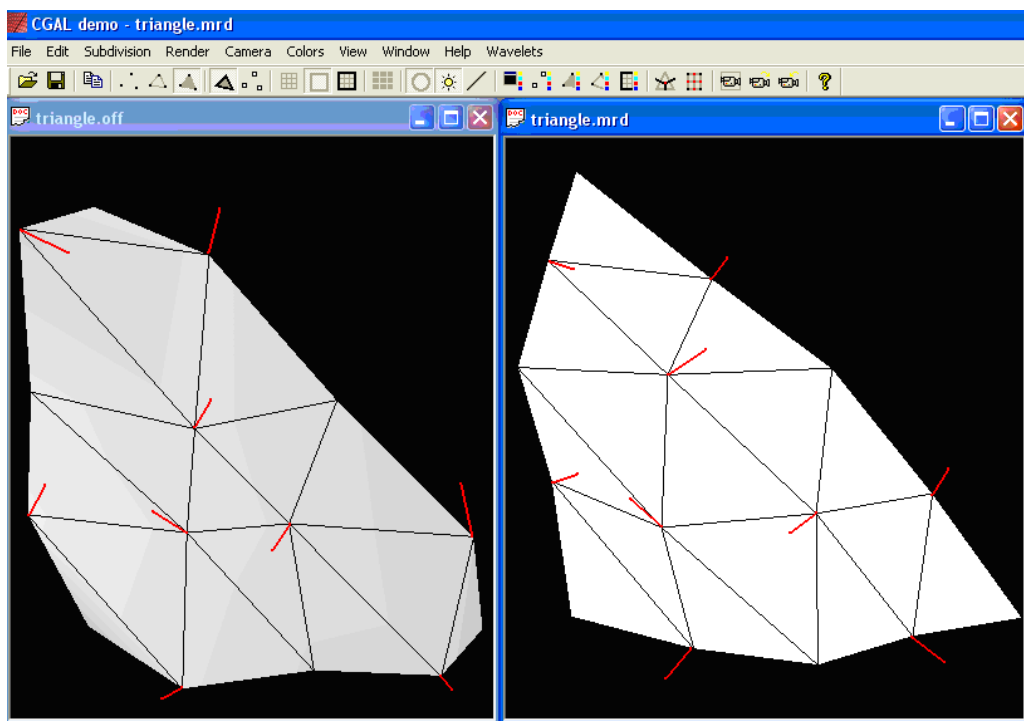 CGAL demo - triangle.mrd
File Edit Subdivision Render Camera Colors View Window Help Wavelets
triangle.off
triangle.mrd